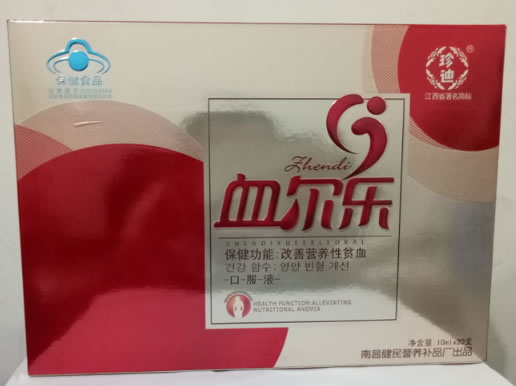 保健食品
珍迪
®
江西省著名商标
Zhendi
血尔乐
ZHENDIXUEERLEORAL
保健功能:改善营养性贫血
건강 함수: 영양 빈혈 개선
-口-服-液-
HEALTH FUNCTION:ALLEVIATING
NUTRITIONAL ANEMIA
净含量: 10ml×20支
南昌健民营养补品厂出品